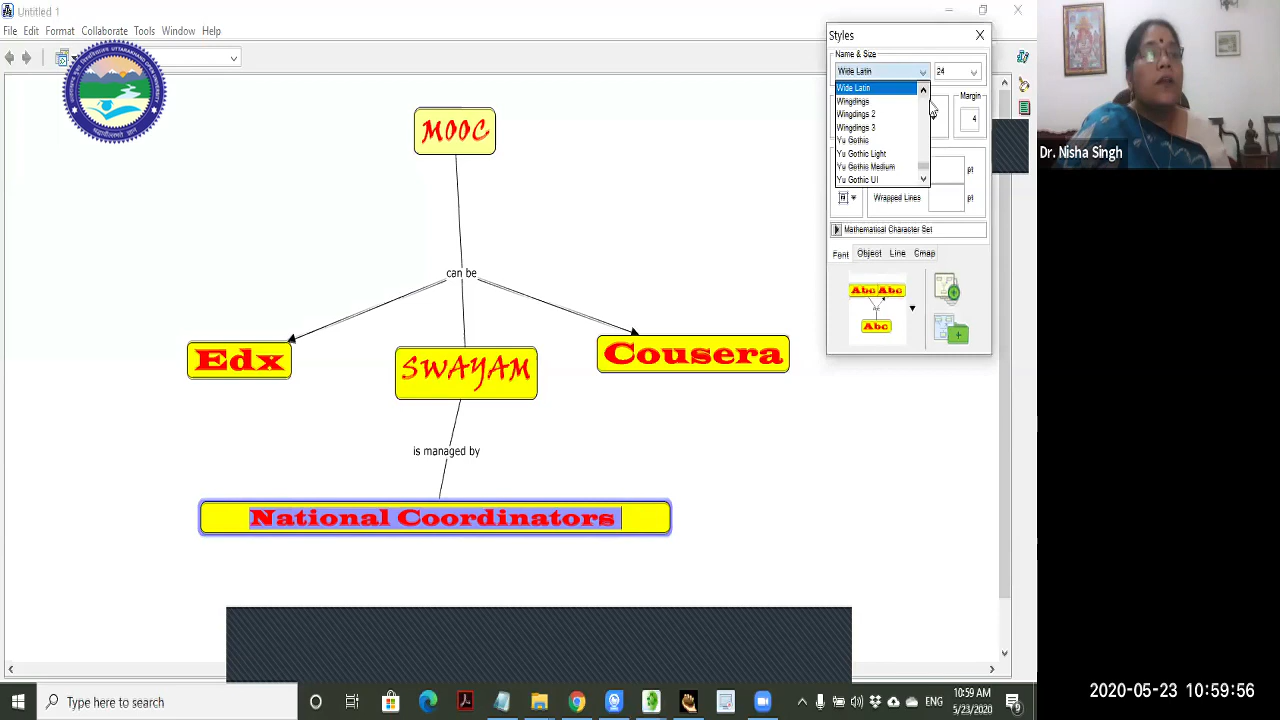 Untitled 1
File Edit Format Collaborate Tools Window Help
Styles
Name & Size
Wide Latin 24
Wide Latin
Wingdings
Wingdings 2
Wingdings 3
Yu Gothic
Yu Gothic Light
Yu Gothic Medium
Yu Gothic UI
Margin
4
pt
Wrapped Lines pt
Mathematical Character Set
Font Object Line Cmap
Abc Abc
Abc
MOOC
can be
Edx
SWAYAM
Cousera
is managed by
National Coordinators
Dr. Nisha Singh
Type here to search
ENG
10:59 AM
5/23/2020
2020-05-23 10:59:56